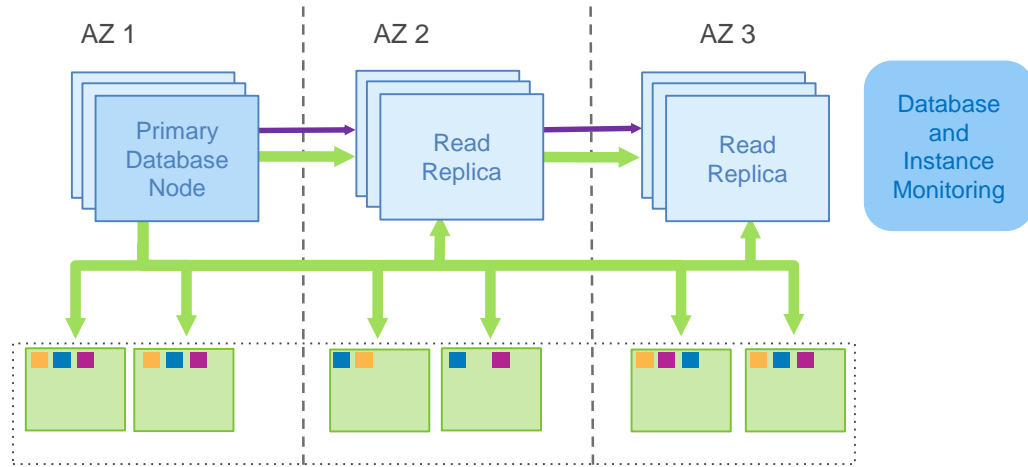 AZ 1
AZ 2
AZ 3
Primary
Database
Node
Read
Replica
Read
Replica
Database
and
Instance
Monitoring